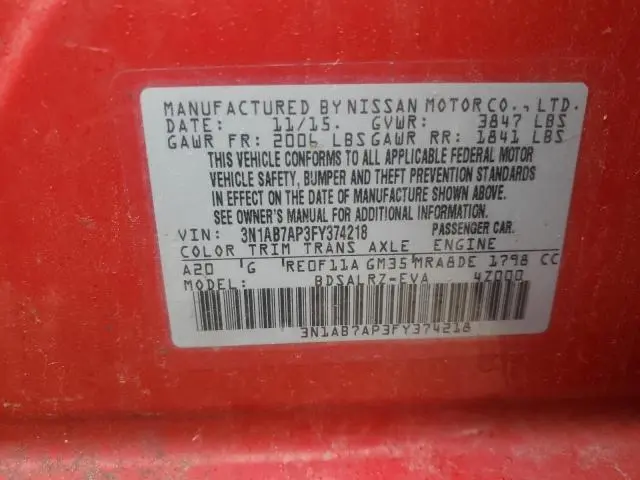 MANUFACTURED BY NISSAN MOTOR CO., LTD.
DATE: 11/15. GVWR: 3847 LBS
GAWR FR: 2006 LBS GAWR RR: 1841 LBS
THIS VEHICLE CONFORMS TO ALL APPLICABLE FEDERAL MOTOR
VEHICLE SAFETY, BUMPER AND THEFT PREVENTION STANDARDS
IN EFFECT ON THE DATE OF MANUFACTURE SHOWN ABOVE.
SEE OWNER'S MANUAL FOR ADDITIONAL INFORMATION.
VIN: 3N1AB7AP3FY374218 PASSENGER CAR.
COLOR TRIM TRANS AXLE ENGINE
A20 G RE0F11A GM35 MRA8DE 1798 CC
MODEL: BDSALRZ-EVA 4Z000
3N1AB7AP3FY374218